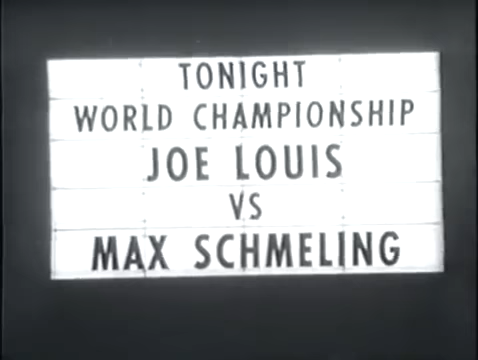 TONIGHT
WORLD CHAMPIONSHIP
JOE LOUIS
VS
MAX SCHMELING